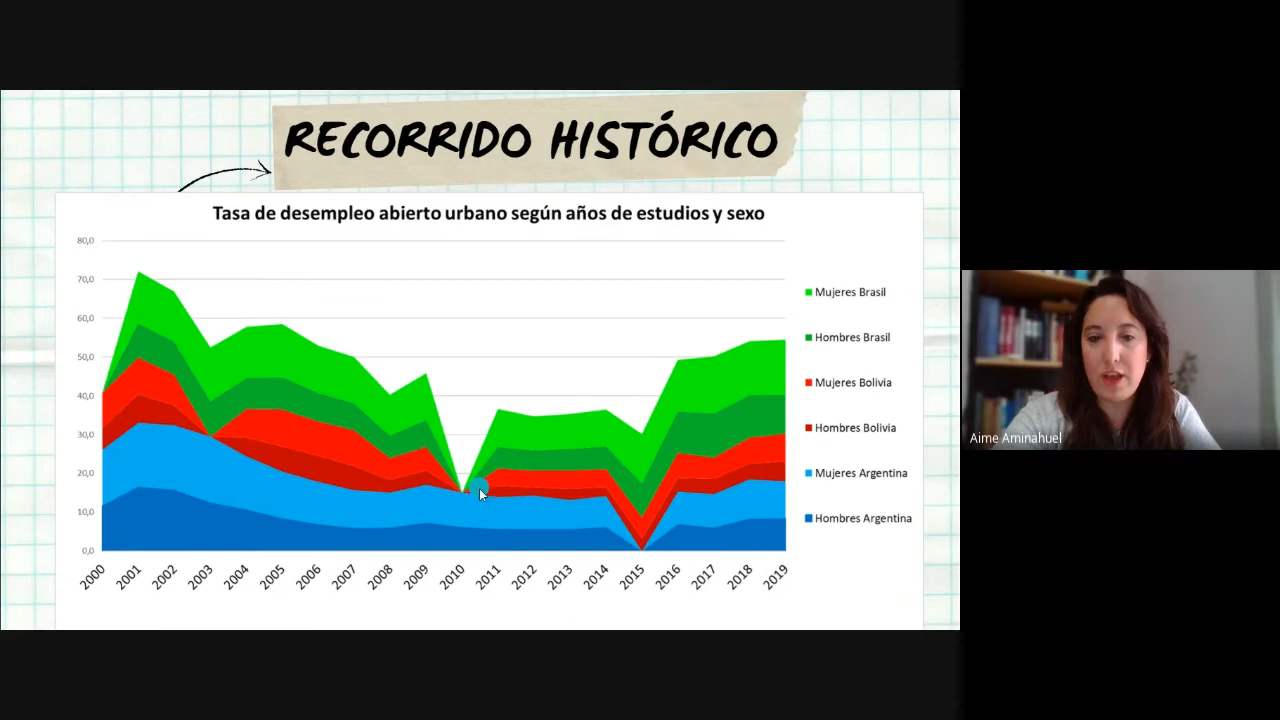 RECORRIDO HISTÓRICO
Tasa de desempleo abierto urbano según años de estudios y sexo
80,0
70,0
60,0
50,0
40,0
30,0
20,0
10,0
0,0
2000 2001 2002 2003 2004 2005 2006 2007 2008 2009 2010 2011 2012 2013 2014 2015 2016 2017 2018 2019
Mujeres Brasil
Hombres Brasil
Mujeres Bolivia
Hombres Bolivia
Mujeres Argentina
Hombres Argentina
Aime Aminahuel